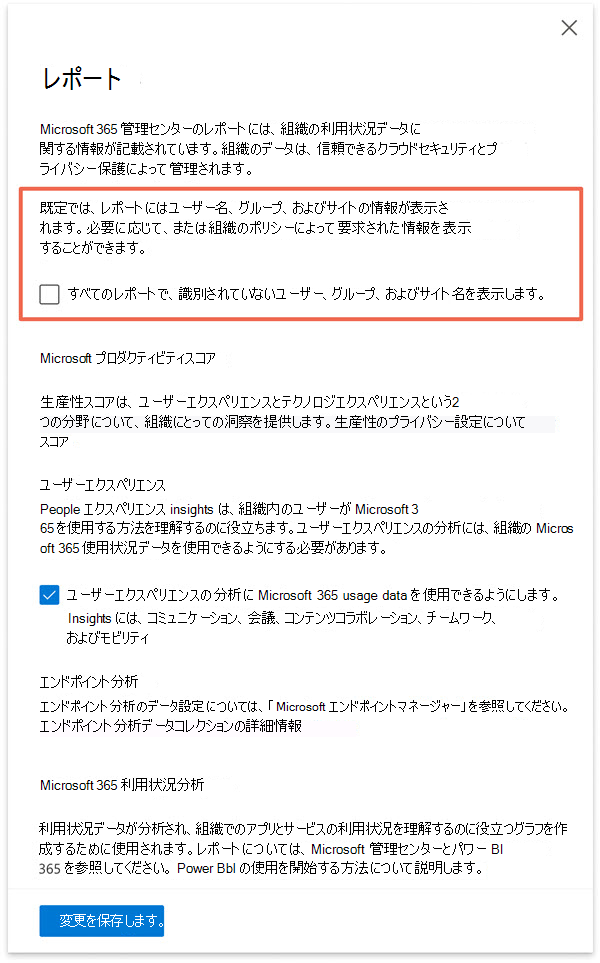 レポート
Microsoft 365 管理センターのレポートには、組織の利用状況データに
関する情報が記載されています。組織のデータは、信頼できるクラウドセキュリティとプ
ライバシー保護によって管理されます。
既定では、レポートにはユーザー名、グループ、およびサイトの情報が表示さ
れます。必要に応じて、または組織のポリシーによって要求された情報を表示
することができます。
すべてのレポートで、識別されていないユーザー、グループ、およびサイト名を表示します。
Microsoft プロダクティビティスコア
生産性スコアは、ユーザーエクスペリエンスとテクノロジエクスペリエンスという2
つの分野について、組織にとっての洞察を提供します。生産性のプライバシー設定について
スコア
ユーザーエクスペリエンス
People エクスペリエンス insights は、組織内のユーザーが Microsoft 3
65を使用する方法を理解するのに役立ちます。ユーザーエクスペリエンスの分析には、組織の Micros
oft 365 使用状況データを使用できるようにする必要があります。
ユーザーエクスペリエンスの分析に Microsoft 365 usage data を使用できるようにします。
Insights には、コミュニケーション、会議、コンテンツコラボレーション、チームワーク、
およびモビリティ
エンドポイント分析
エンドポイント分析のデータ設定については、「 Microsoft エンドポイントマネージャー」を参照してください。
エンドポイント分析データコレクションの詳細情報
Microsoft 365 利用状況分析
利用状況データが分析され、組織でのアプリとサービスの利用状況を理解するのに役立つグラフを作
成するために使用されます。レポートについては、Microsoft 管理センターとパワー BI
365 を参照してください。 Power Bbl の使用を開始する方法について説明します。
変更を保存します。